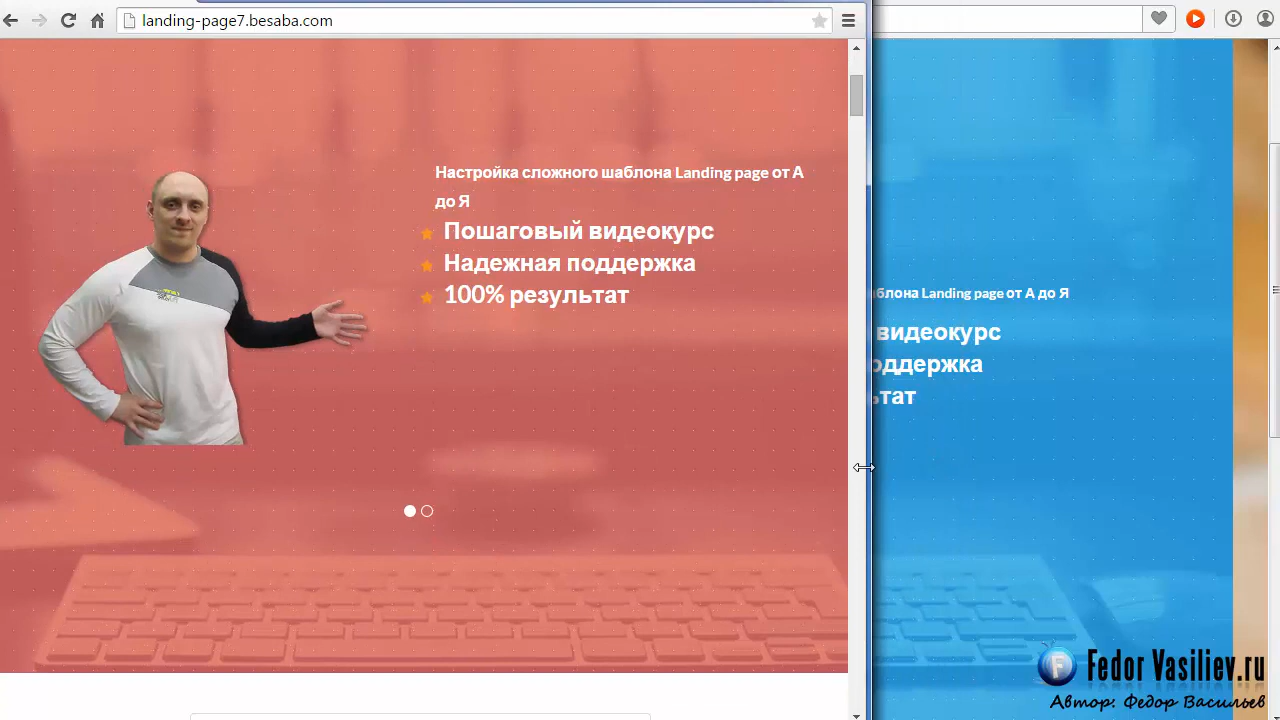 landing-page7.besaba.com
Настройка сложного шаблона Landing page от А
до Я
Пошаговый видеокурс
Надежная поддержка
100% результат
блона Landing page от А до Я
видеокурс
оддержка
ьтат
Fedor Vasiliev.ru
Автор: Федор Васильев